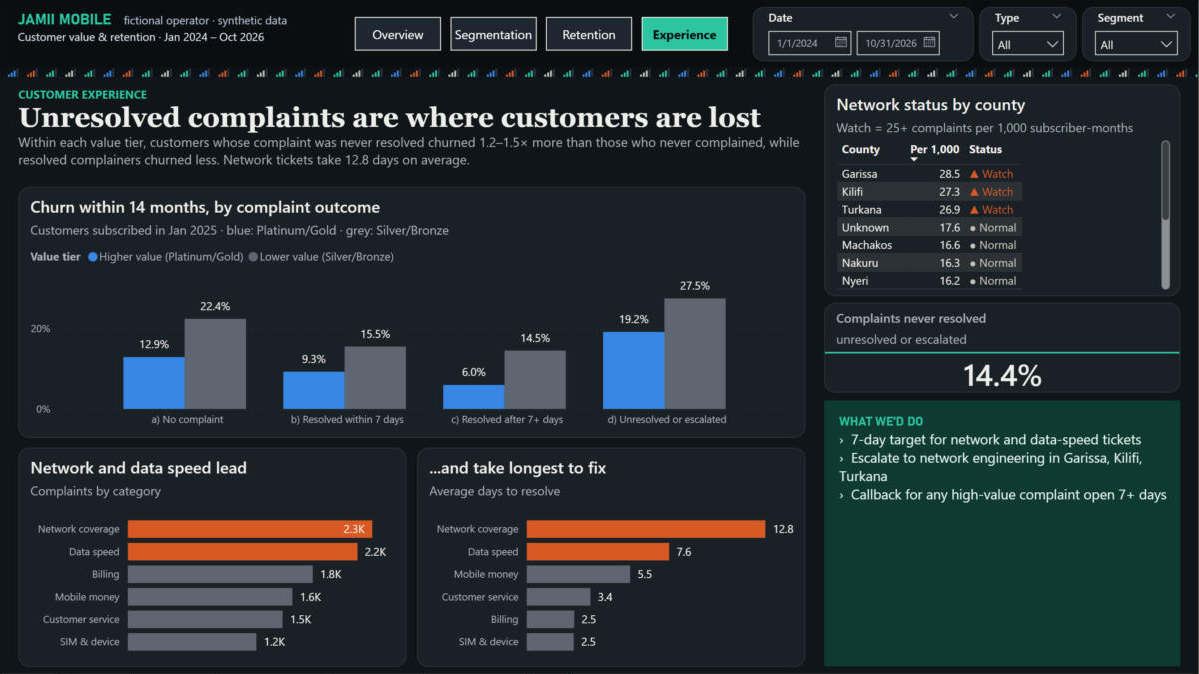 JAMII MOBILE fictional operator · synthetic data
Customer value & retention · Jan 2024 – Oct 2026
Overview
Segmentation
Retention
Experience
Date
1/1/2024
10/31/2026
Type
All
Segment
All
CUSTOMER EXPERIENCE
Unresolved complaints are where customers are lost
Within each value tier, customers whose complaint was never resolved churned 1.2–1.5× more than those who never complained, while
resolved complainers churned less. Network tickets take 12.8 days on average.
Churn within 14 months, by complaint outcome
Customers subscribed in Jan 2025 · blue: Platinum/Gold · grey: Silver/Bronze
Value tier Higher value (Platinum/Gold) Lower value (Silver/Bronze)
20%
0%
12.9%
22.4%
9.3%
15.5%
6.0%
14.5%
19.2%
27.5%
a) No complaint
b) Resolved within 7 days
c) Resolved after 7+ days
d) Unresolved or escalated
Network and data speed lead
Complaints by category
Network coverage 2.3K
Data speed 2.2K
Billing 1.8K
Mobile money 1.6K
Customer service 1.5K
SIM & device 1.2K
...and take longest to fix
Average days to resolve
Network coverage 12.8
Data speed 7.6
Mobile money 5.5
Customer service 3.4
Billing 2.5
SIM & device 2.5
Network status by county
Watch = 25+ complaints per 1,000 subscriber-months
County Per 1,000 Status
Garissa 28.5 ▲ Watch
Kilifi 27.3 ▲ Watch
Turkana 26.9 ▲ Watch
Unknown 17.6 ● Normal
Machakos 16.6 ● Normal
Nakuru 16.3 ● Normal
Nyeri 16.2 ● Normal
Complaints never resolved
unresolved or escalated
14.4%
WHAT WE'D DO
› 7-day target for network and data-speed tickets
› Escalate to network engineering in Garissa, Kilifi,
Turkana
› Callback for any high-value complaint open 7+ days